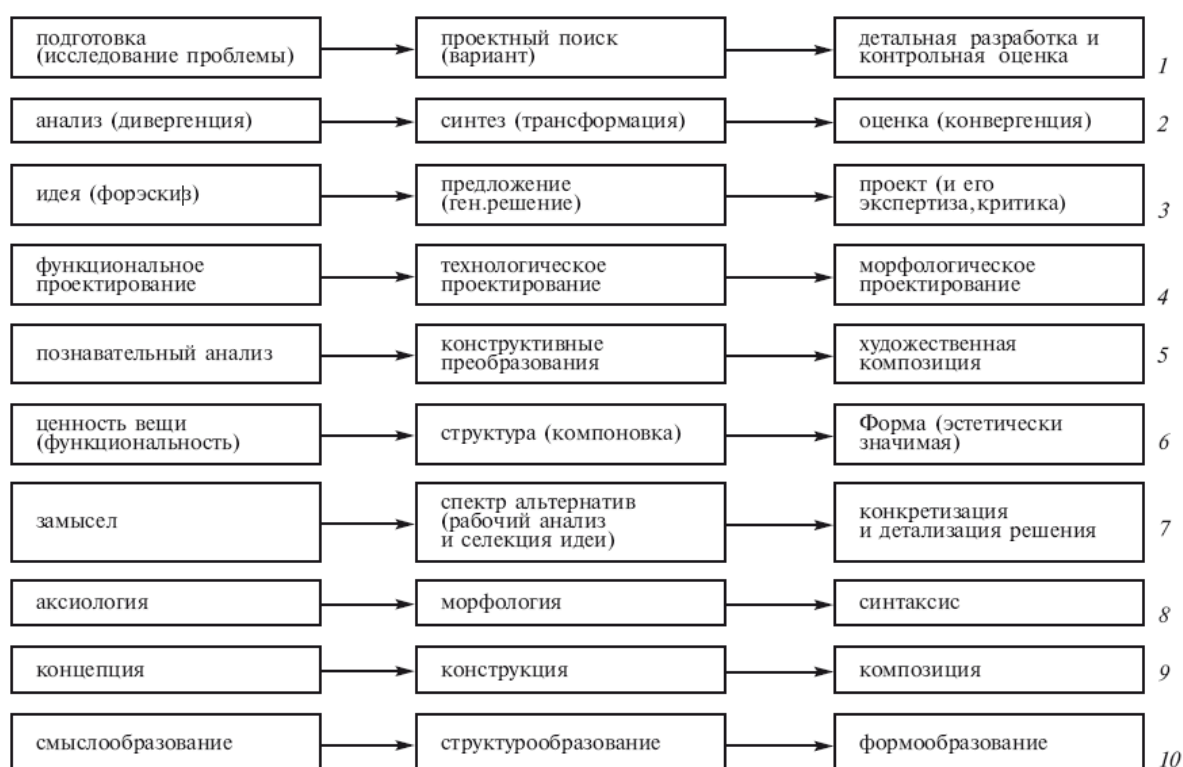 подготовка
(исследование проблемы)
проектный поиск
(вариант)
детальная разработка и
контрольная оценка
1
анализ (дивергенция)
синтез (трансформация)
оценка (конвергенция)
2
идея (форэскиз)
предложение
(ген.решение)
проект (и его
экспертиза,критика)
3
функциональное
проектирование
технологическое
проектирование
морфологическое
проектирование
4
познавательный анализ
конструктивные
преобразования
художественная
композиция
5
ценность вещи
(функциональность)
структура (компоновка)
Форма (эстетически
значимая)
6
замысел
спектр альтернатив
(рабочий анализ
и селекция идеи)
конкретизация
и детализация решения
7
аксиология
морфология
синтаксис
8
концепция
конструкция
композиция
9
смыслообразование
структурообразование
формообразование
10